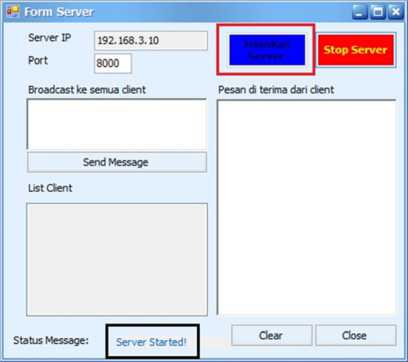 Form Server
Server IP
192.168.3.10
Port
8000
Server
Stop Server
Broadcast ke semua client
Pesan di terima dari client
Send Message
List Client
Status Message:
Server Started!
Clear
Close